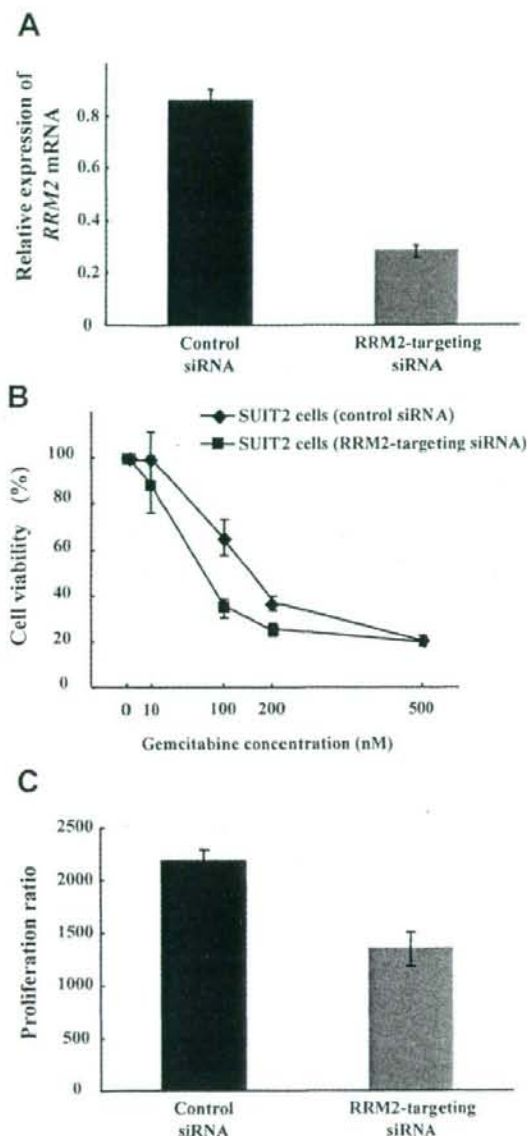 A
Relative expression of
RRM2 mRNA
0.8
0.6
0.4
0.2
0
Control
siRNA
RRM2-targeting
siRNA
B
SUIT2 cells (control siRNA)
SUIT2 cells (RRM2-targeting siRNA)
Cell viability (%)
100
80
60
40
20
0
0 10 100 200 500
Gemcitabine concentration (nM)
C
Proliferation ratio
2500
2000
1500
1000
500
0
Control
siRNA
RRM2-targeting
siRNA